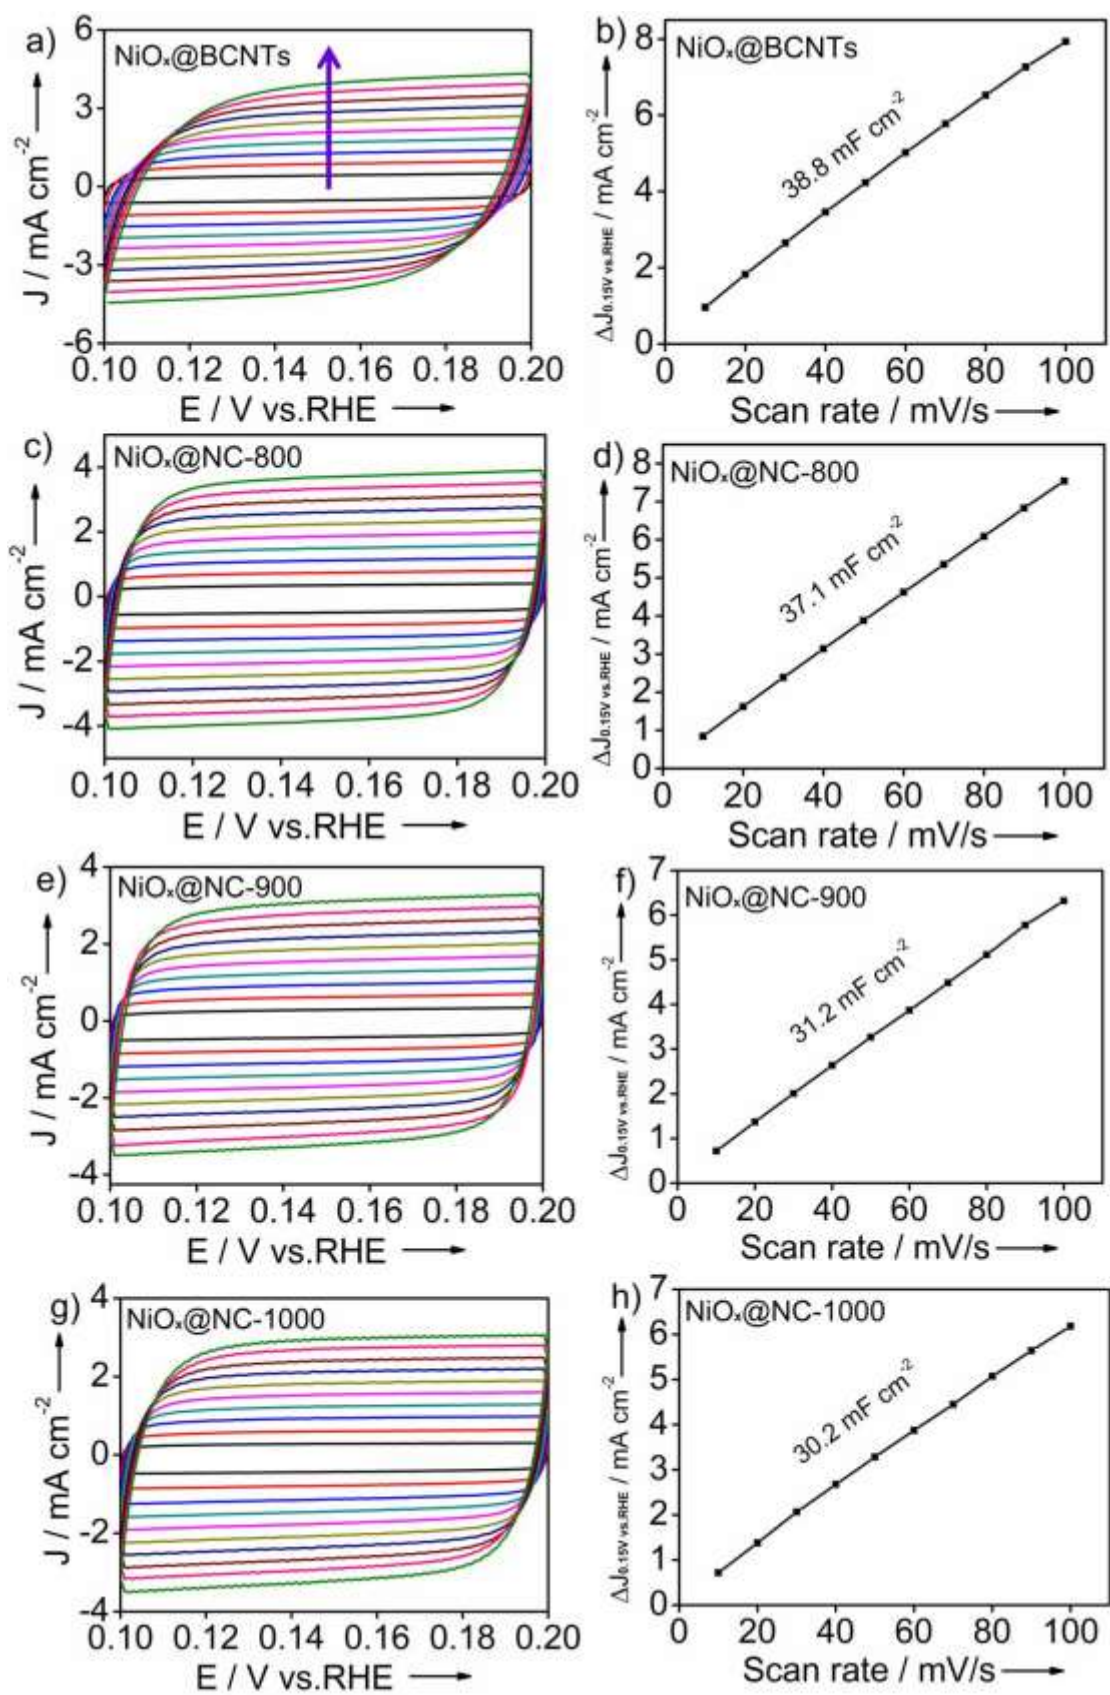 a)
NiOₓ@BCNTs
6
3
0
-3
-6
J / mA cm⁻²
0.10 0.12 0.14 0.16 0.18 0.20
E / V vs.RHE
b)
NiOₓ@BCNTs
38.8 mF cm⁻²
8
6
4
2
0
ΔJ0.15V vs.RHE / mA cm⁻²
0 20 40 60 80 100
Scan rate / mV/s
c)
NiOₓ@NC-800
4
2
0
-2
-4
J / mA cm⁻²
0.10 0.12 0.14 0.16 0.18 0.20
E / V vs.RHE
d)
NiOₓ@NC-800
37.1 mF cm⁻²
8
7
6
5
4
3
2
1
0
ΔJ0.15V vs.RHE / mA cm⁻²
0 20 40 60 80 100
Scan rate / mV/s
e)
NiOₓ@NC-900
4
2
0
-2
-4
J / mA cm⁻²
0.10 0.12 0.14 0.16 0.18 0.20
E / V vs.RHE
f)
NiOₓ@NC-900
31.2 mF cm⁻²
7
6
5
4
3
2
1
0
ΔJ0.15V vs.RHE / mA cm⁻²
0 20 40 60 80 100
Scan rate / mV/s
g)
NiOₓ@NC-1000
4
2
0
-2
-4
J / mA cm⁻²
0.10 0.12 0.14 0.16 0.18 0.20
E / V vs.RHE
h)
NiOₓ@NC-1000
30.2 mF cm⁻²
7
6
5
4
3
2
1
0
ΔJ0.15V vs.RHE / mA cm⁻²
0 20 40 60 80 100
Scan rate / mV/s